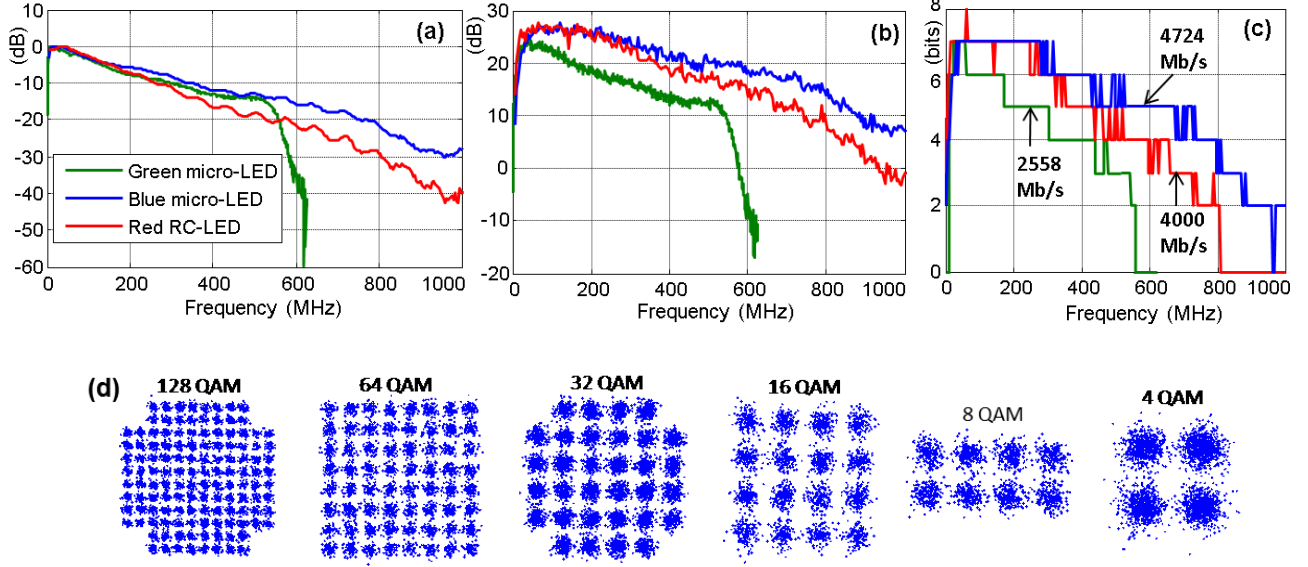 (a)
(dB)
10
0
-10
-20
-30
-40
-50
-60
0
200
400
600
800
1000
Frequency (MHz)
Green micro-LED
Blue micro-LED
Red RC-LED
(b)
(dB)
30
20
10
0
-10
-20
0
200
400
600
800
1000
Frequency (MHz)
(c)
(bits)
8
6
4
2
0
0
200
400
600
800
1000
Frequency (MHz)
4724
Mb/s
2558
Mb/s
4000
Mb/s
(d)
128 QAM
64 QAM
32 QAM
16 QAM
8 QAM
4 QAM